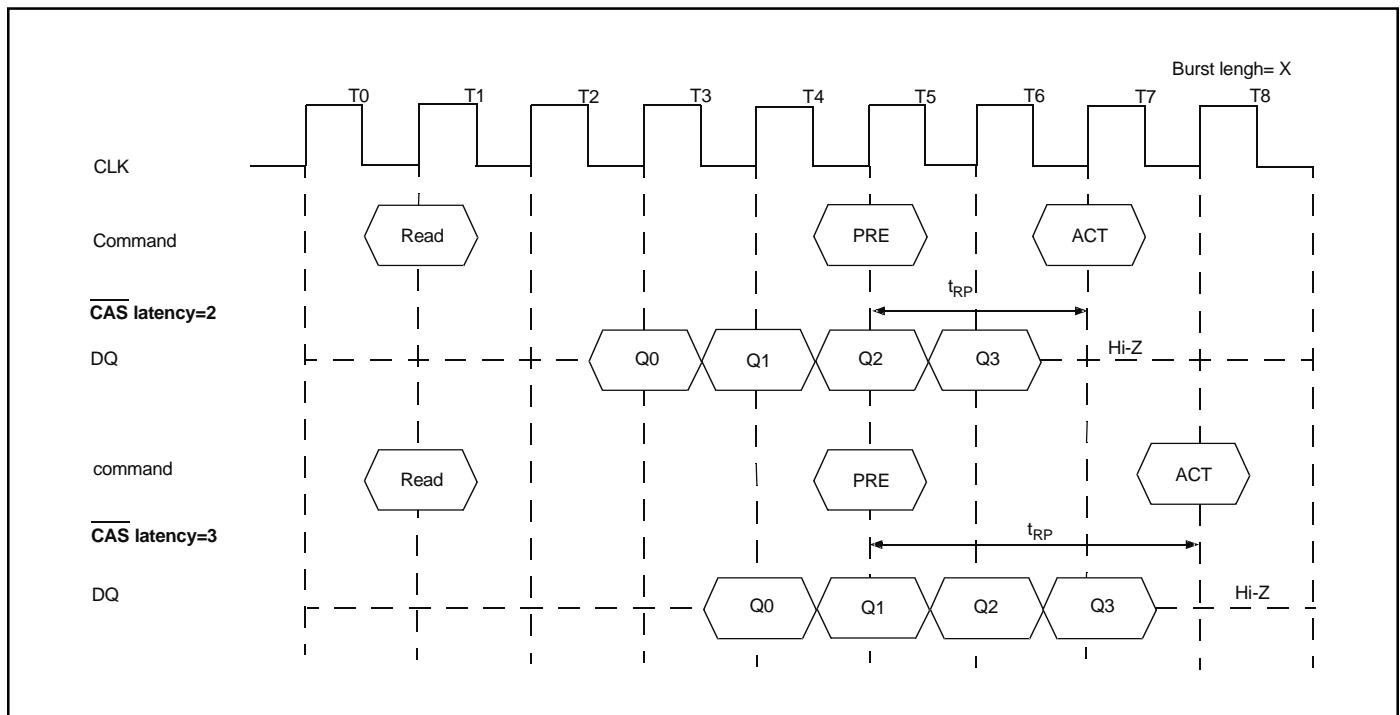 Burst lengh= X
T0 T1 T2 T3 T4 T5 T6 T7 T8
CLK
Command Read PRE ACT
CAS latency=2
tRP
DQ Q0 Q1 Q2 Q3 Hi-Z
command Read PRE ACT
CAS latency=3
tRP
DQ Q0 Q1 Q2 Q3 Hi-Z